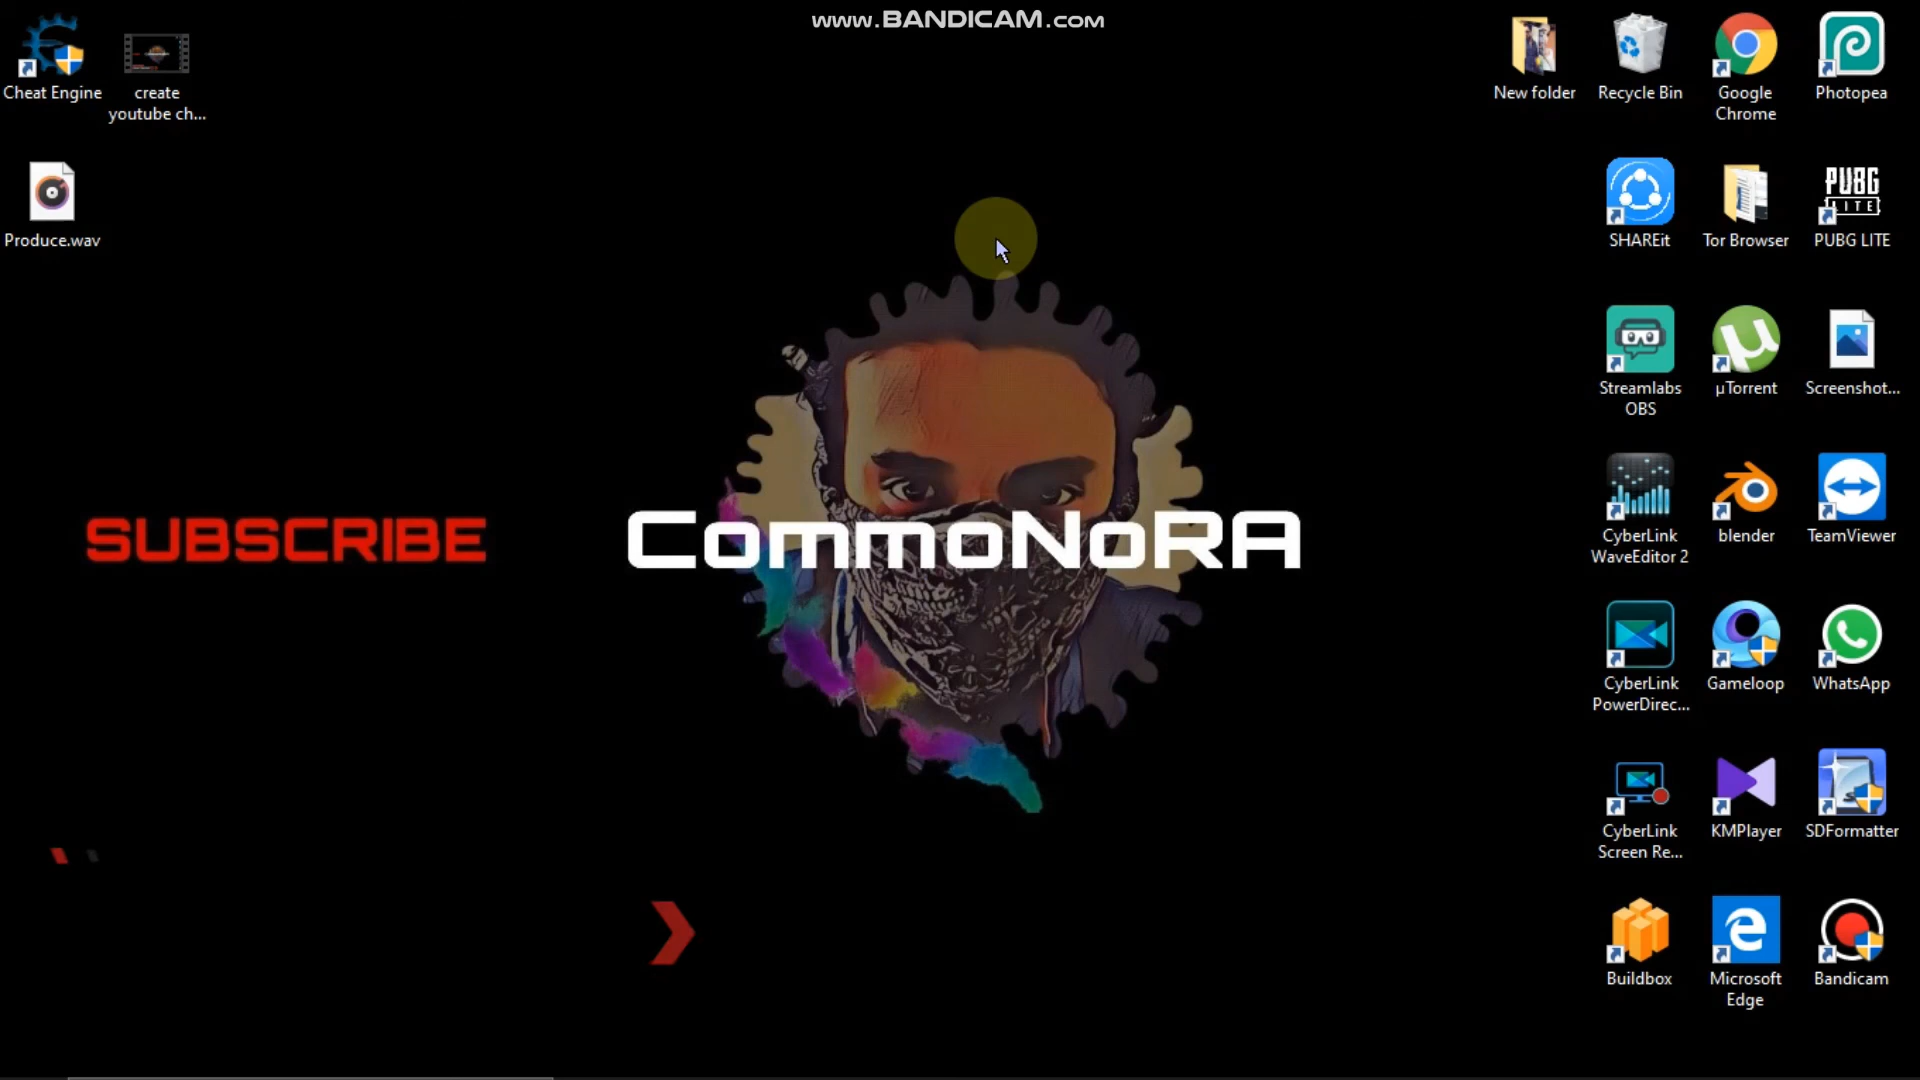 www.BANDICAM.com
Cheat Engine
create
youtube ch...
New folder
Recycle Bin
Google
Chrome
Photopea
Produce.wav
SHAREit
Tor Browser
PUBG
LITE
PUBG LITE
Streamlabs
OBS
µTorrent
Screenshot...
SUBSCRIBE
CommoNoRA
CyberLink
WaveEditor 2
blender
TeamViewer
CyberLink
PowerDirec...
Gameloop
WhatsApp
CyberLink
Screen Re...
KMPlayer
SDFormatter
Buildbox
Microsoft
Edge
Bandicam